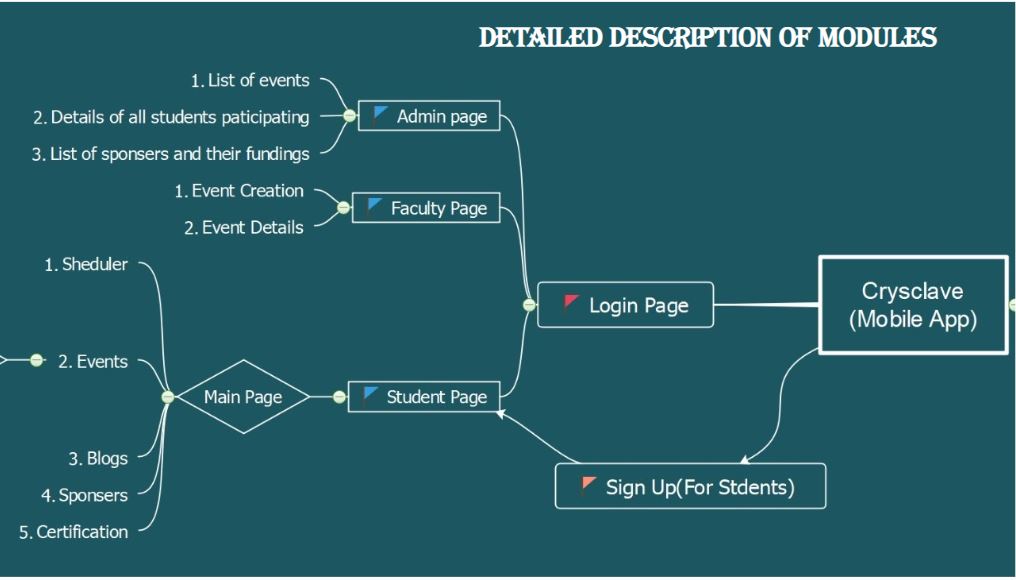 DETAILED DESCRIPTION OF MODULES
1. List of events
2. Details of all students paticipating
3. List of sponsers and their fundings
Admin page
1. Event Creation
2. Event Details
Faculty Page
1. Sheduler
2. Events
3. Blogs
4. Sponsers
5. Certification
Main Page
Student Page
Login Page
Crysclave
(Mobile App)
Sign Up(For Stdents)